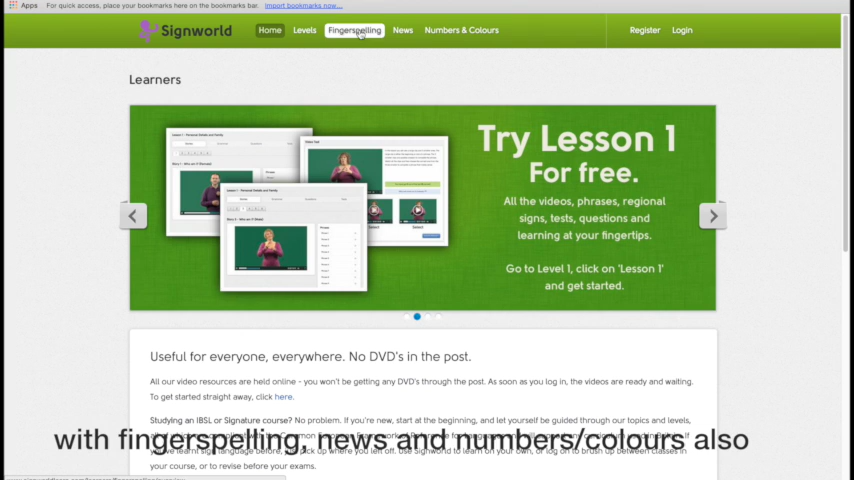 Apps For quick access, place your bookmarks here on the bookmarks bar. Import bookmarks now...
Signworld Home Levels Fingerspelling News Numbers & Colours Register Login
Learners
Try Lesson 1
For free.
All the videos, phrases, regional
signs, tests, questions and
learning at your fingertips.
Go to Level 1, click on 'Lesson 1'
and get started.
Useful for everyone, everywhere. No DVD's in the post.
All our video resources are held online - you won't be getting any DVD's through the post. As soon as you log in, the videos are ready and waiting.
To get started straight away, click here.
Studying an IBSL or Signature course? No problem. If you're new, start at the beginning, and let yourself be guided through our topics and levels,
with fingerspelling, news and numbers/colors also
you've learnt sign language before, just pick up where you left off. Use Signworld to learn on your own, or log on to brush up between classes in
your course, or to revise before your exams.